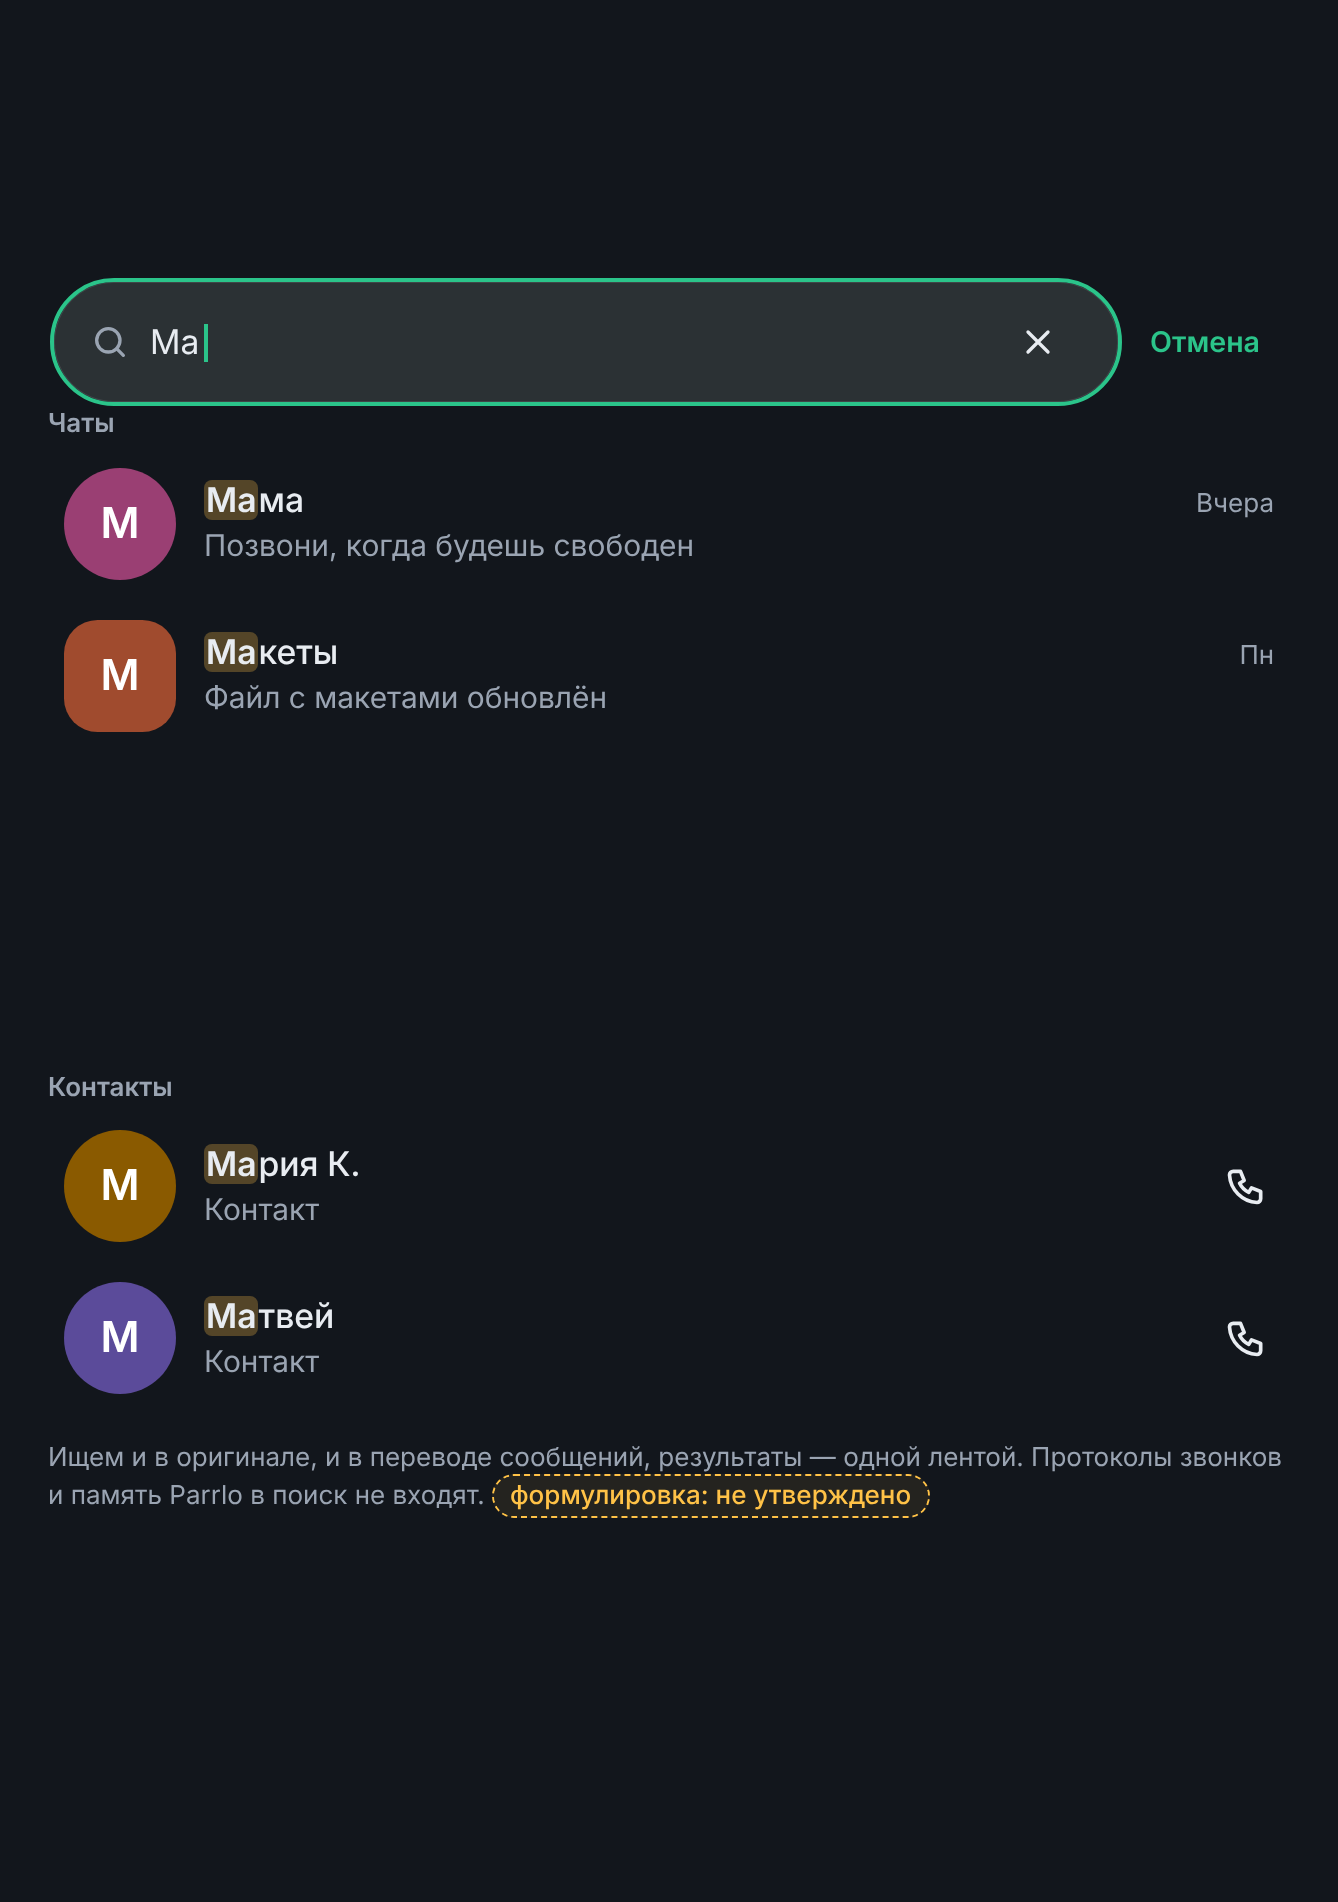 Ма
Отмена
Чаты
М
Мама
Вчера
Позвони, когда будешь свободен
М
Макеты
Пн
Файл с макетами обновлён
Контакты
М
Мария К.
Контакт
М
Матвей
Контакт
Ищем и в оригинале, и в переводе сообщений, результаты — одной лентой. Протоколы звонков
и память Parrlo в поиск не входят. формулировка: не утверждено